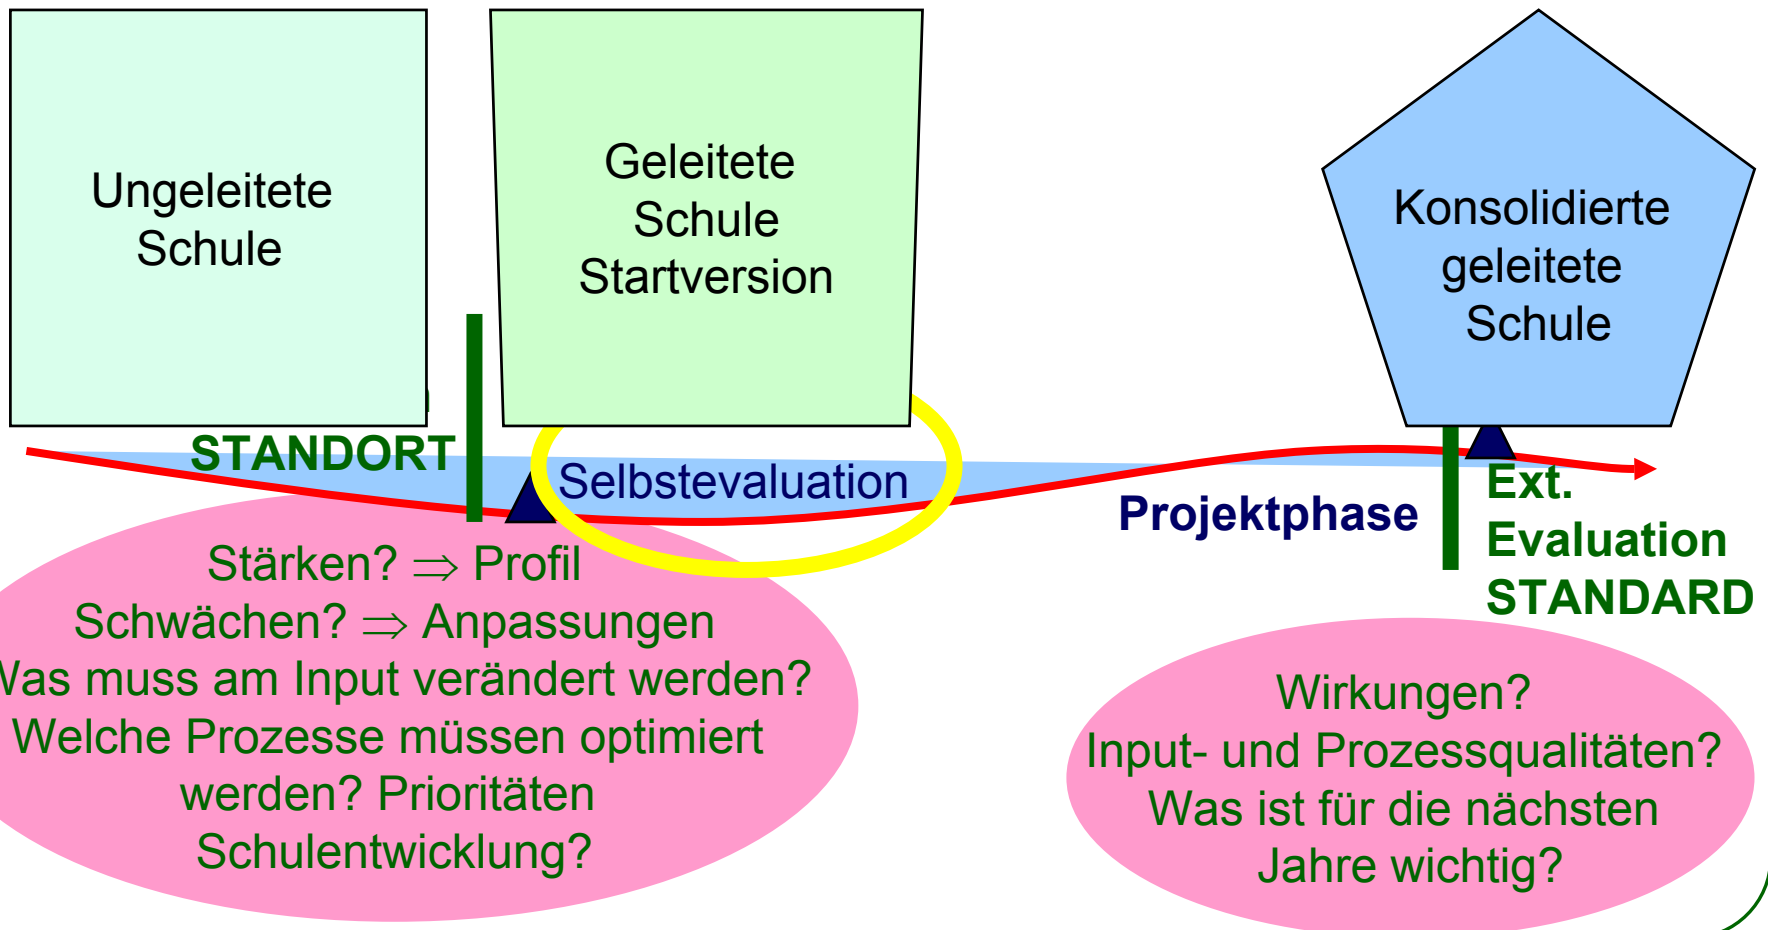 Ungeleitete
Schule
Geleitete
Schule
Startversion
Konsolidierte
geleitete
Schule
STANDORT
Selbstevaluation
Projektphase
Ext.
Evaluation
STANDARD
Stärken? ⇒ Profil
Schwächen? ⇒ Anpassungen
Was muss am Input verändert werden?
Welche Prozesse müssen optimiert
werden? Prioritäten
Schulentwicklung?
Wirkungen?
Input- und Prozessqualitäten?
Was ist für die nächsten
Jahre wichtig?